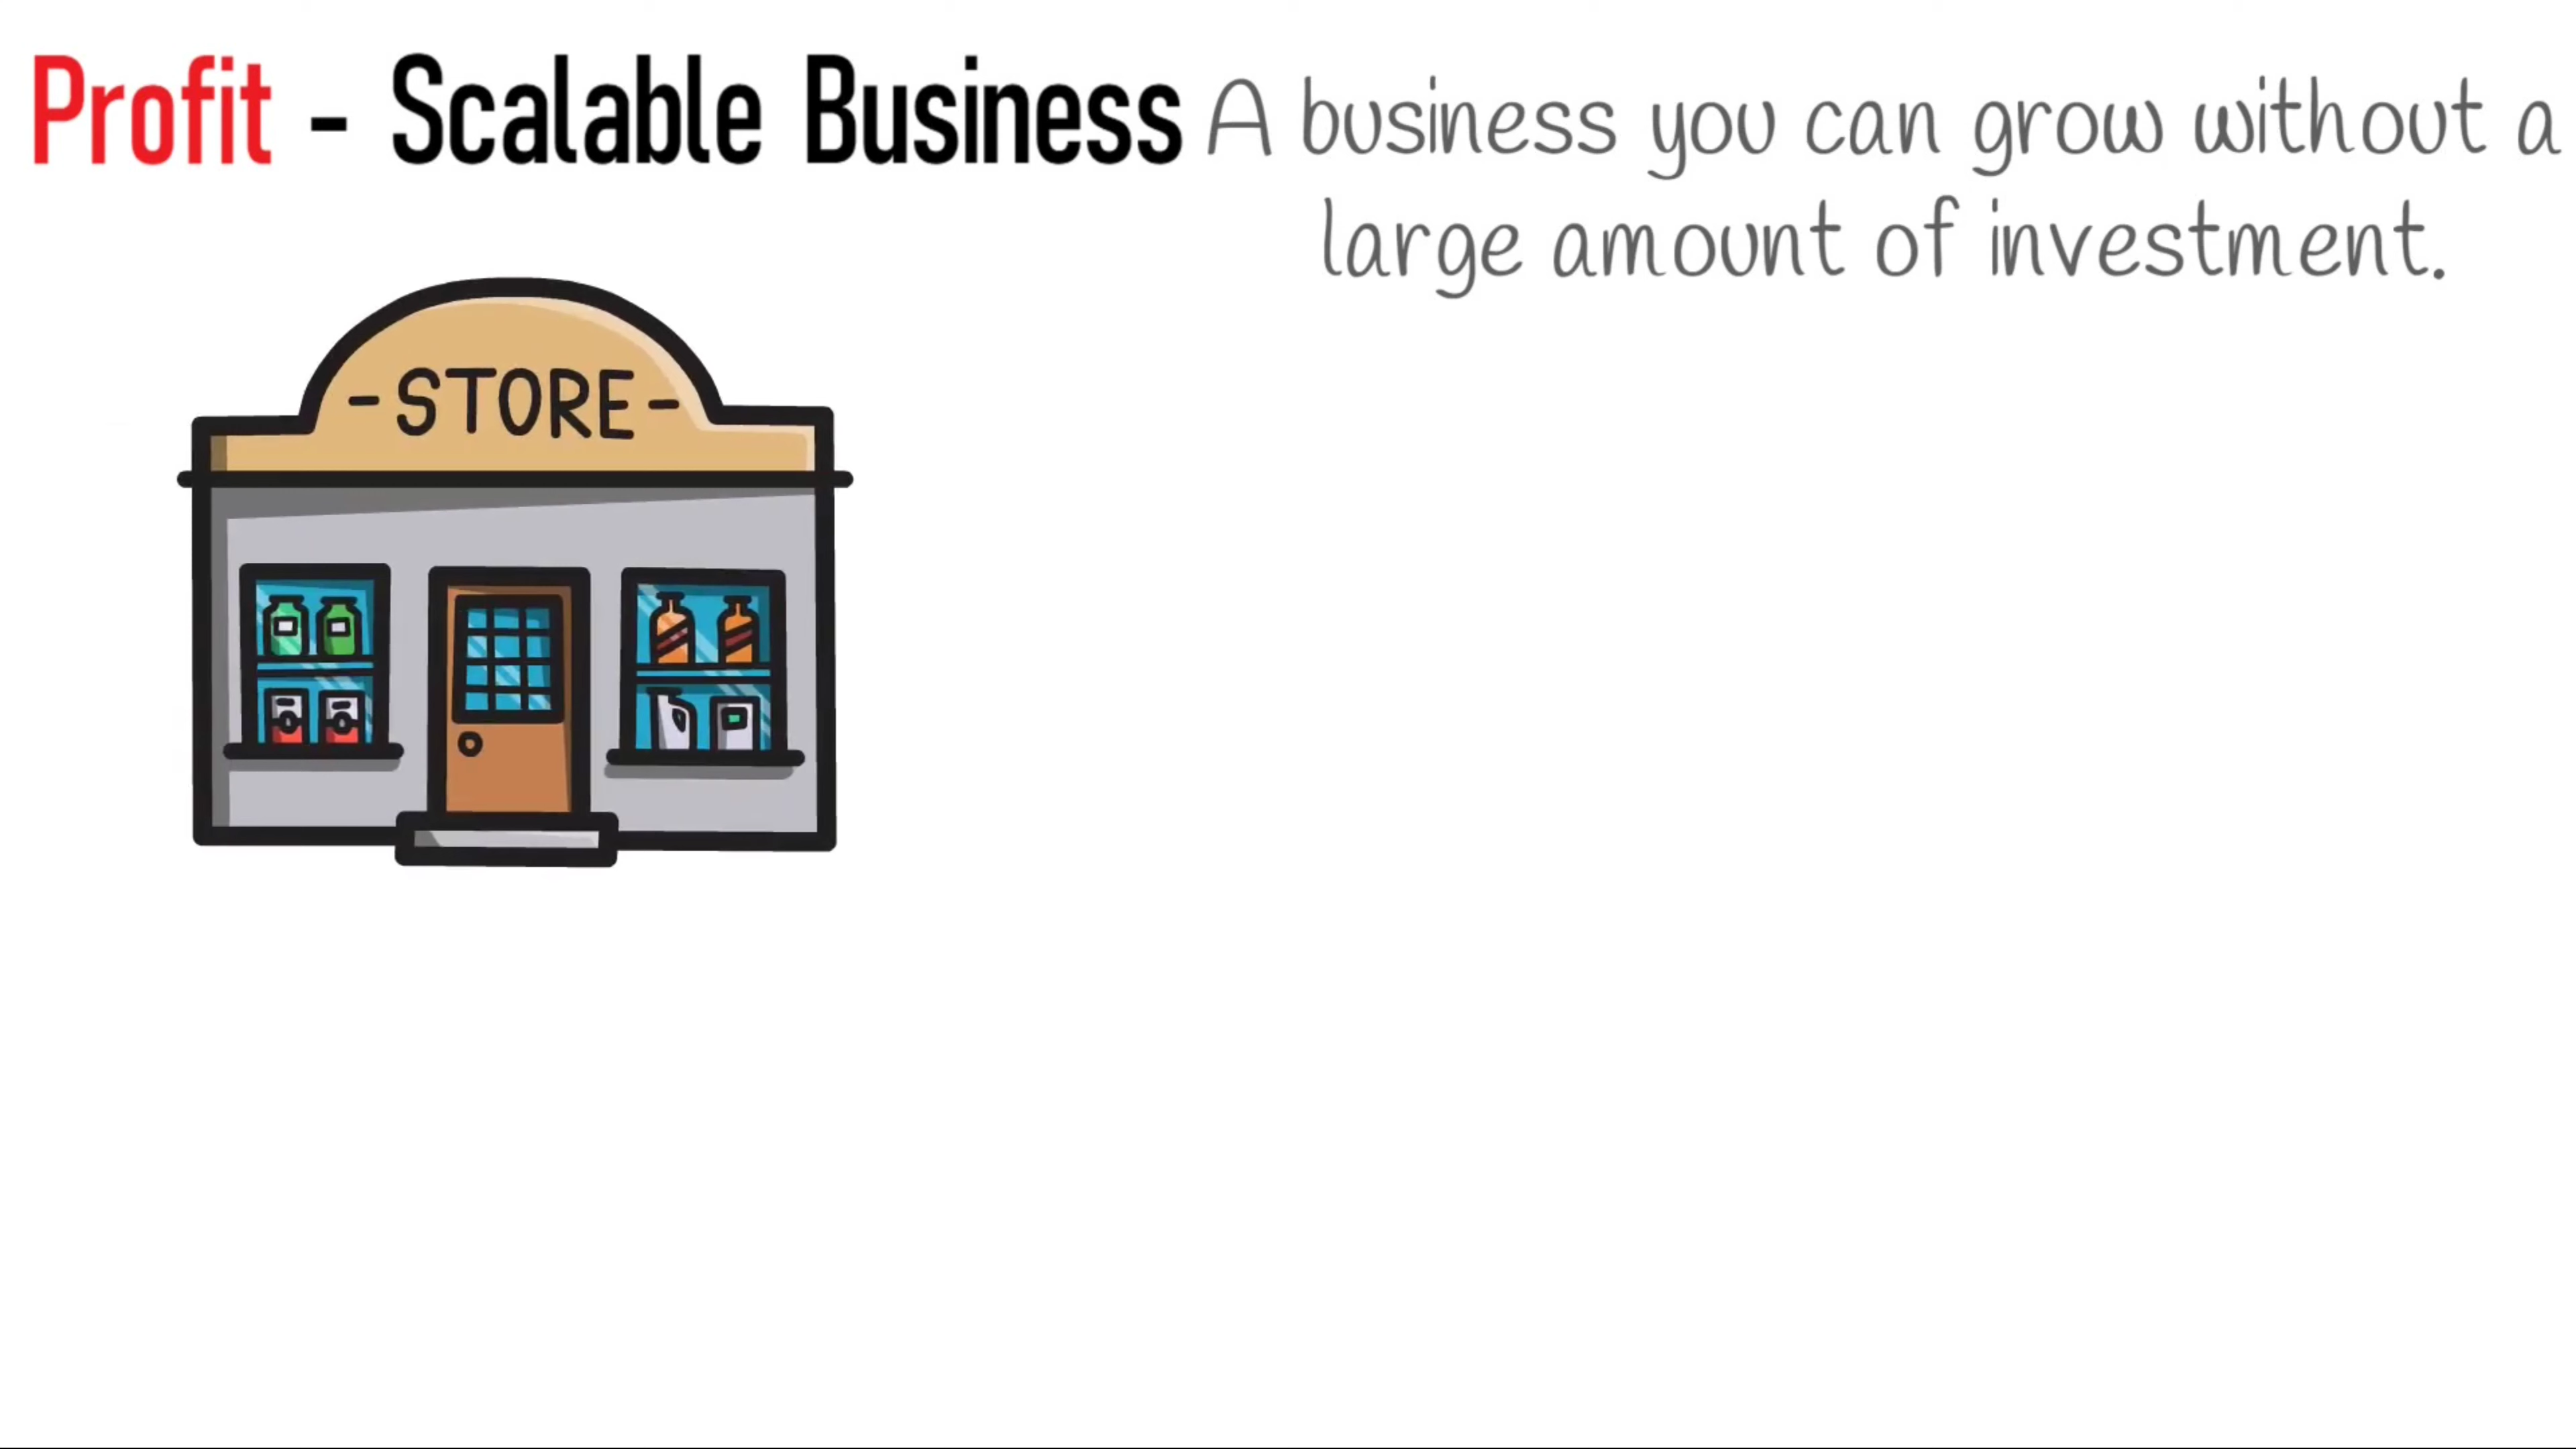 Profit - Scalable Business
A business you can grow without a
large amount of investment.
-STORE-